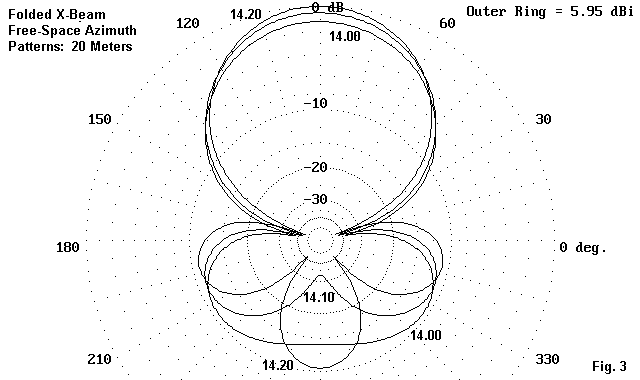 Folded X-Beam
Free-Space Azimuth
Patterns: 20 Meters
120
14.20
0 dB
14.00
60
Outer Ring = 5.95 dBi
-10
150
30
-20
-30
180
0 deg.
14.10
14.00
210
14.20
330
Fig. 3